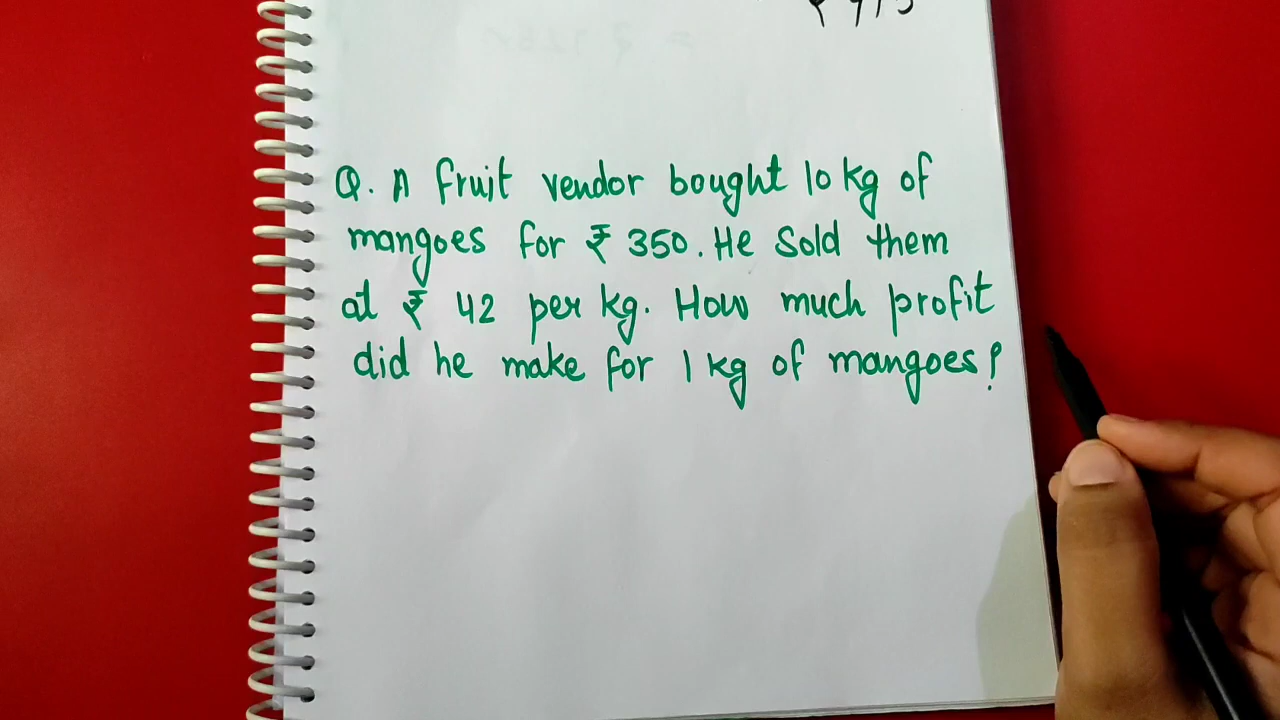 Q. A fruit vendor bought 10 kg of
mangoes for ₹ 350. He sold them
at ₹ 42 per kg. How much profit
did he make for 1 kg of mangoes?